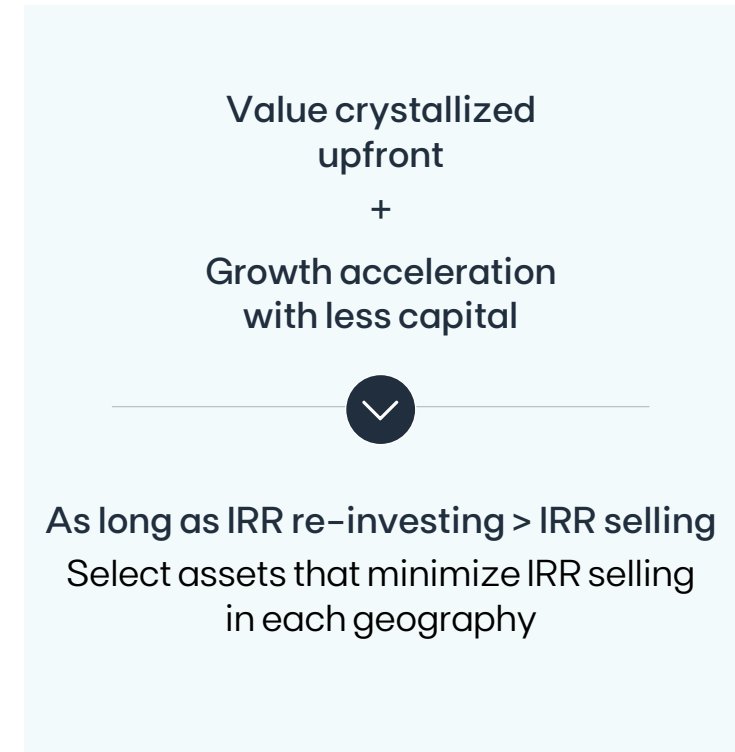 Value crystallized
upfront
+
Growth acceleration
with less capital
As long as IRR re-investing > IRR selling
Select assets that minimize IRR selling
in each geography